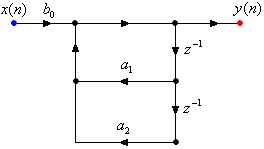 x(n) b₀ y(n)
z⁻¹
a₁
z⁻¹
a₂